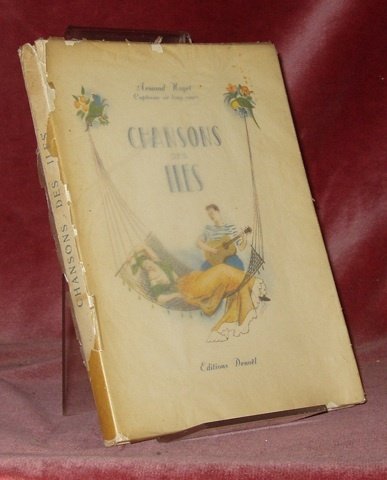 Armand Hayet
Capitaine au long cours
CHANSONS
DES
ILES
Editions Denoël
CHANSONS DES ILES